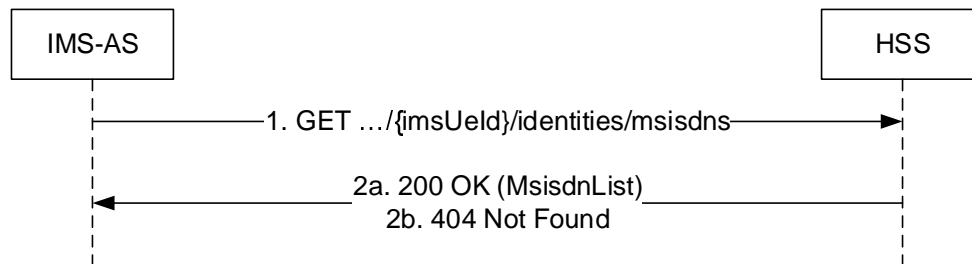 IMS-AS
HSS
1. GET …/{imsUeId}/identities/msisdns
2a. 200 OK (MsisdnList)
2b. 404 Not Found